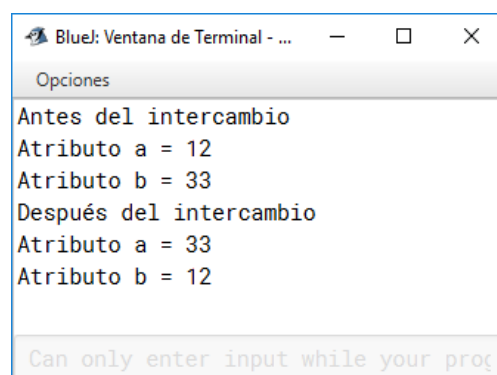 BlueJ: Ventana de Terminal - ...
Opciones
Antes del intercambio
Atributo a = 12
Atributo b = 33
Después del intercambio
Atributo a = 33
Atributo b = 12
Can only enter input while your prog